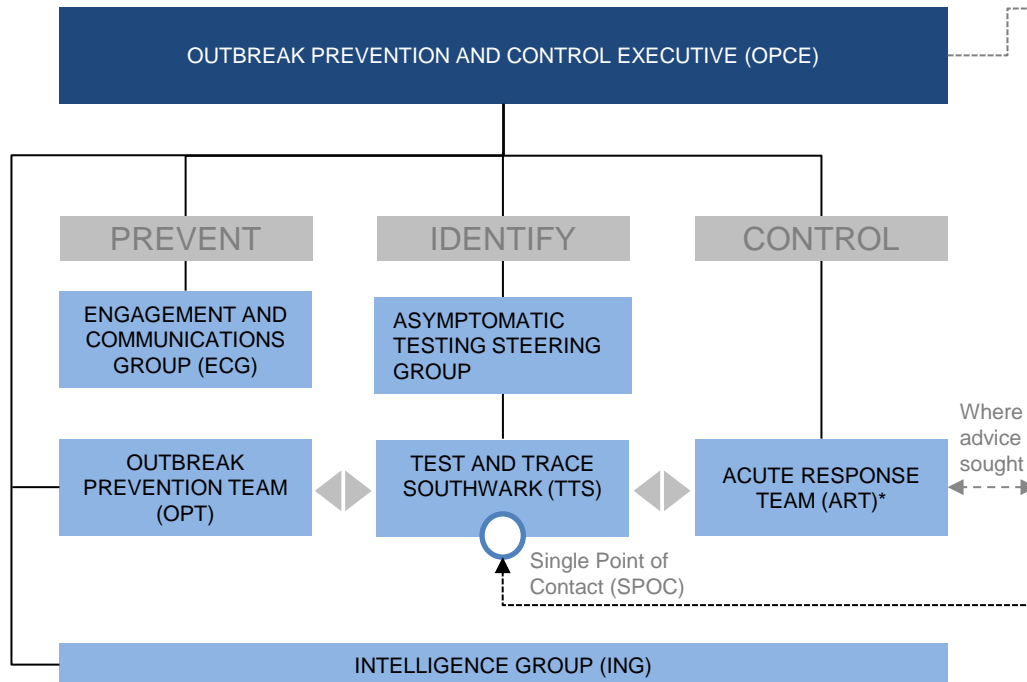 OUTBREAK PREVENTION AND CONTROL EXECUTIVE (OPCE)
PREVENT
IDENTIFY
CONTROL
ENGAGEMENT AND
COMMUNICATIONS
GROUP (ECG)
ASYMPTOMATIC
TESTING STEERING
GROUP
OUTBREAK
PREVENTION TEAM
(OPT)
TEST AND TRACE
SOUTHWARK (TTS)
ACUTE RESPONSE
TEAM (ART)*
Where
advice
sought
Single Point of
Contact (SPOC)
INTELLIGENCE GROUP (ING)